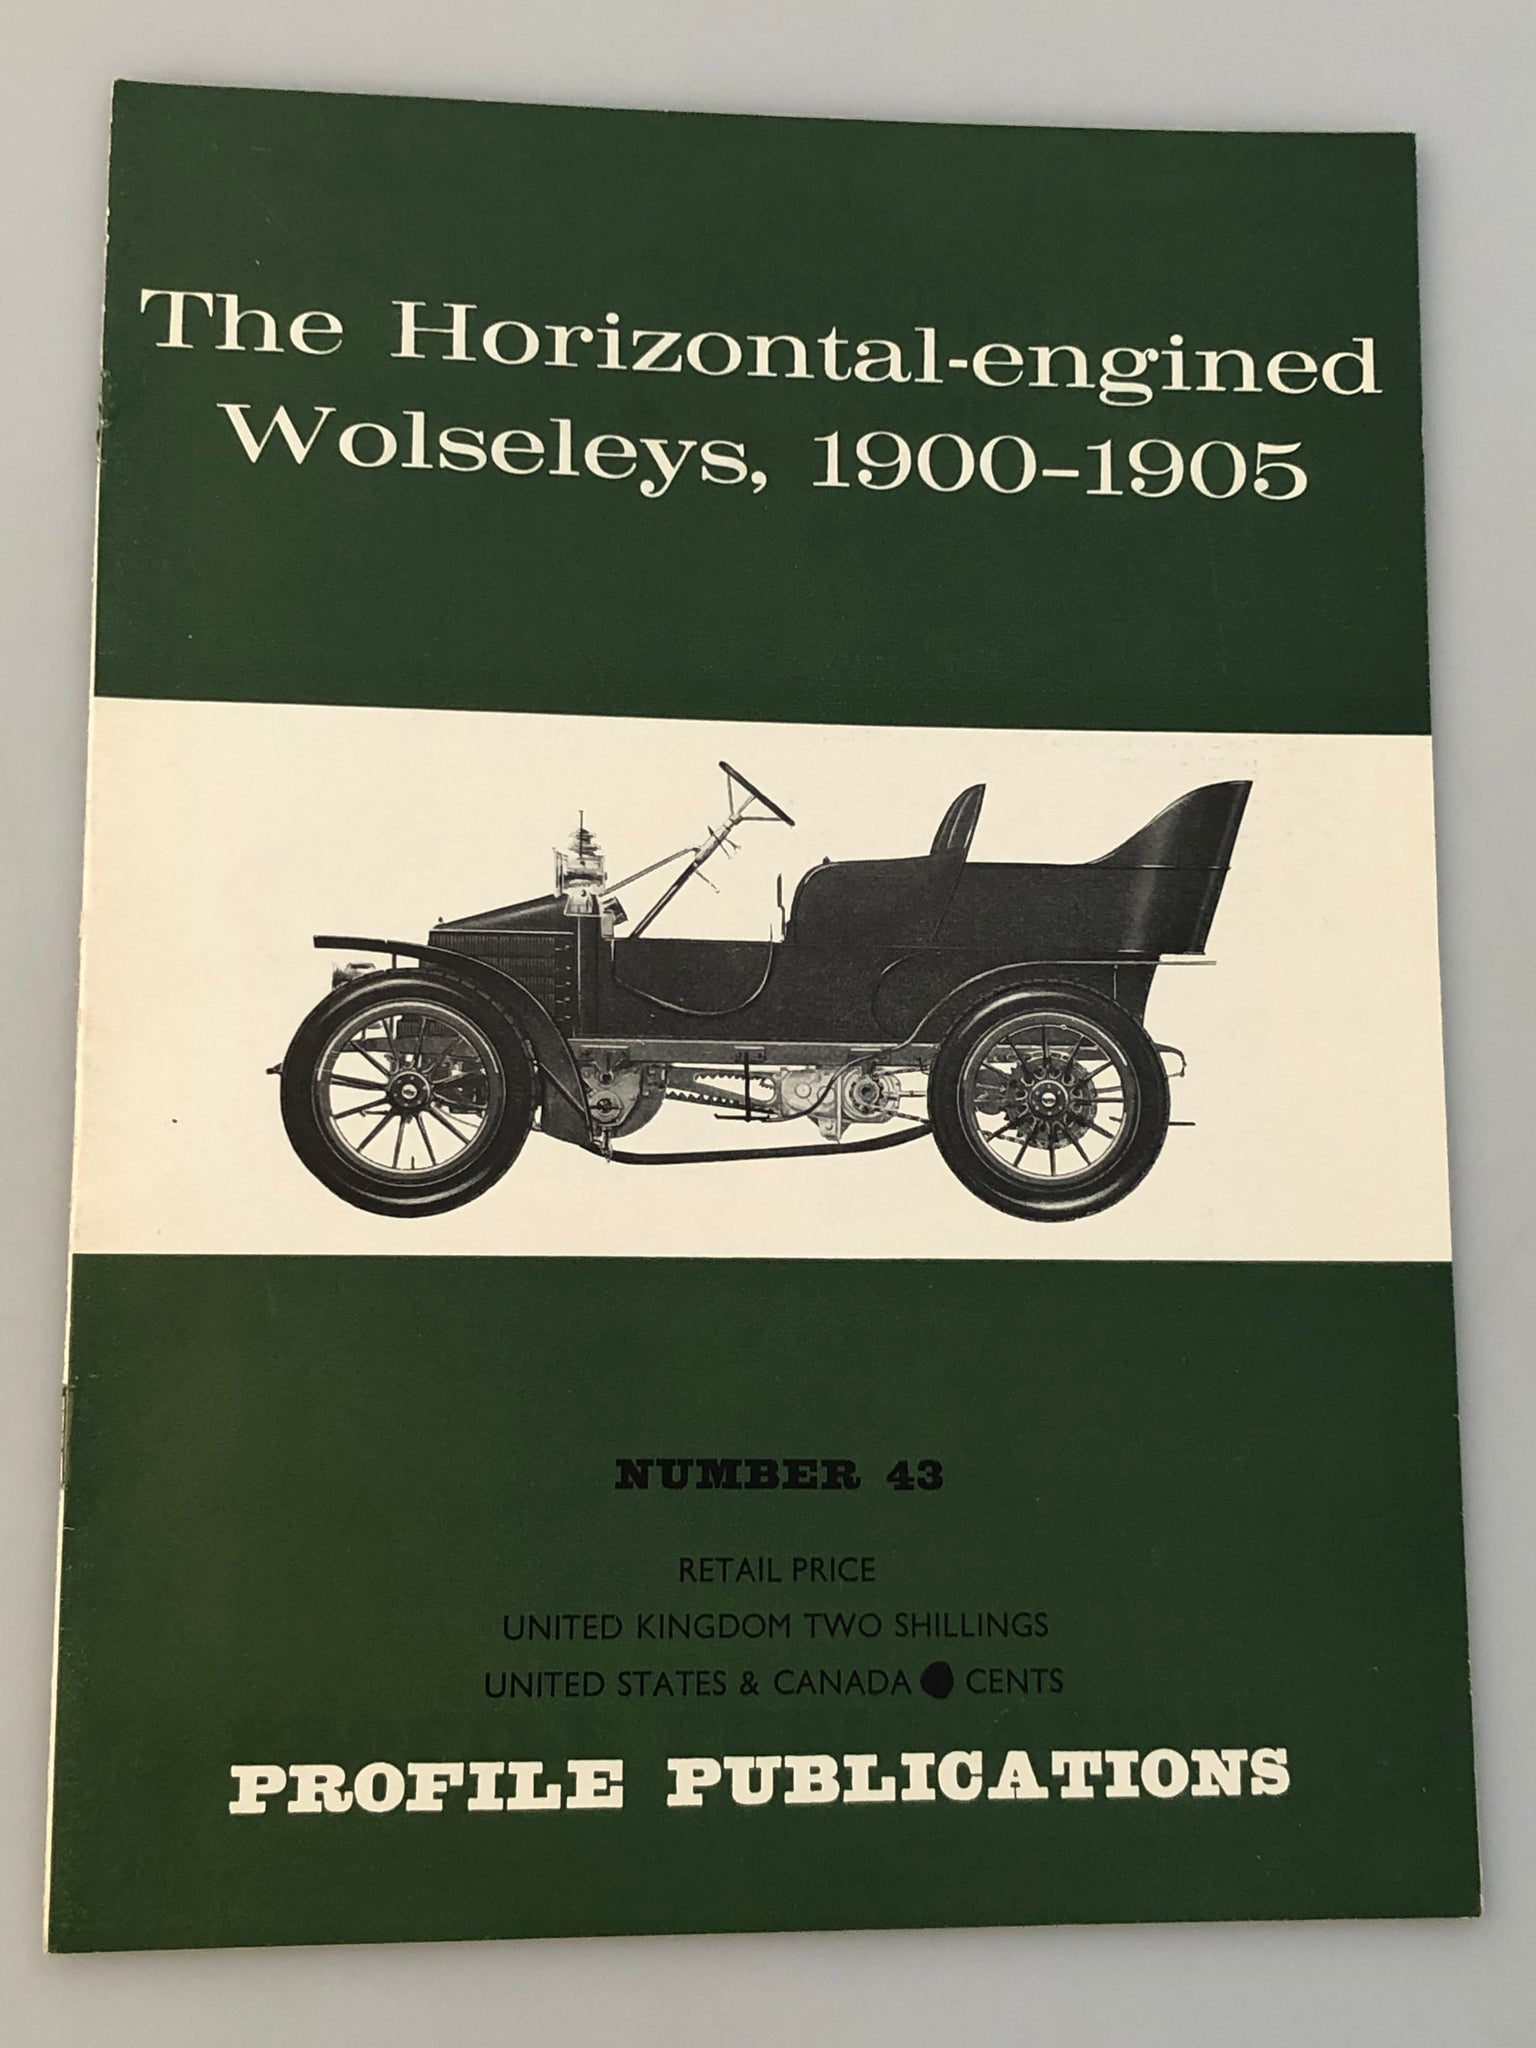 The Horizontal-engined
Wolseleys, 1900–1905
NUMBER 43
RETAIL PRICE
UNITED KINGDOM TWO SHILLINGS
UNITED STATES & CANADA CENTS
PROFILE PUBLICATIONS